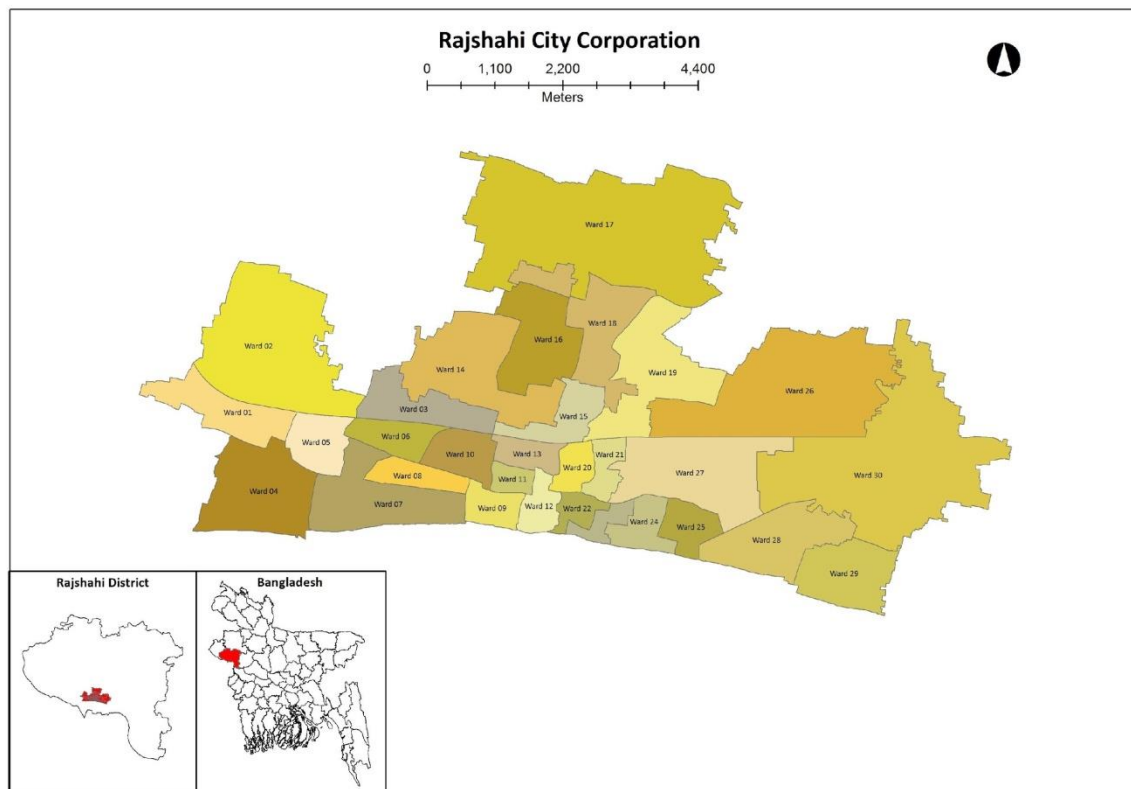 Rajshahi City Corporation
0 1,100 2,200 4,400
Meters
Ward 17
Ward 18
Ward 16
Ward 02
Ward 14
Ward 19
Ward 26
Ward 03
Ward 01
Ward 15
Ward 06
Ward 05
Ward 10
Ward 13
Ward 21
Ward 20
Ward 27
Ward 30
Ward 08
Ward 11
Ward 04
Ward 07
Ward 09
Ward 12
Ward 22
Ward 24
Ward 25
Ward 28
Ward 29
Rajshahi District
Bangladesh